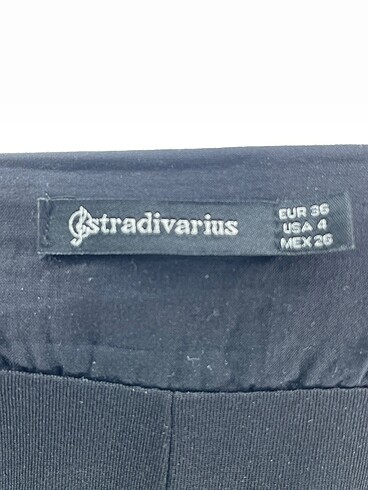 stradivarius
EUR 36
USA 4
MEX 26